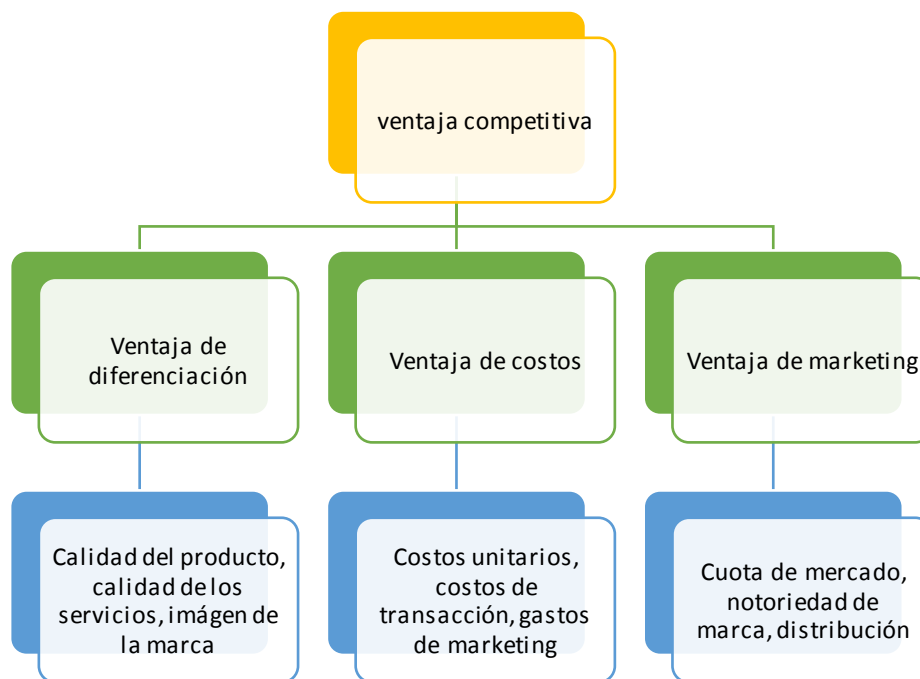 ventaja competitiva
Ventaja de
diferenciación
Ventaja de costos
Ventaja de marketing
Calidad del producto,
calidad de los
servicios, imágen de
la marca
Costos unitarios,
costos de
transacción, gastos
de marketing
Cuota de mercado,
notoriedad de
marca, distribución